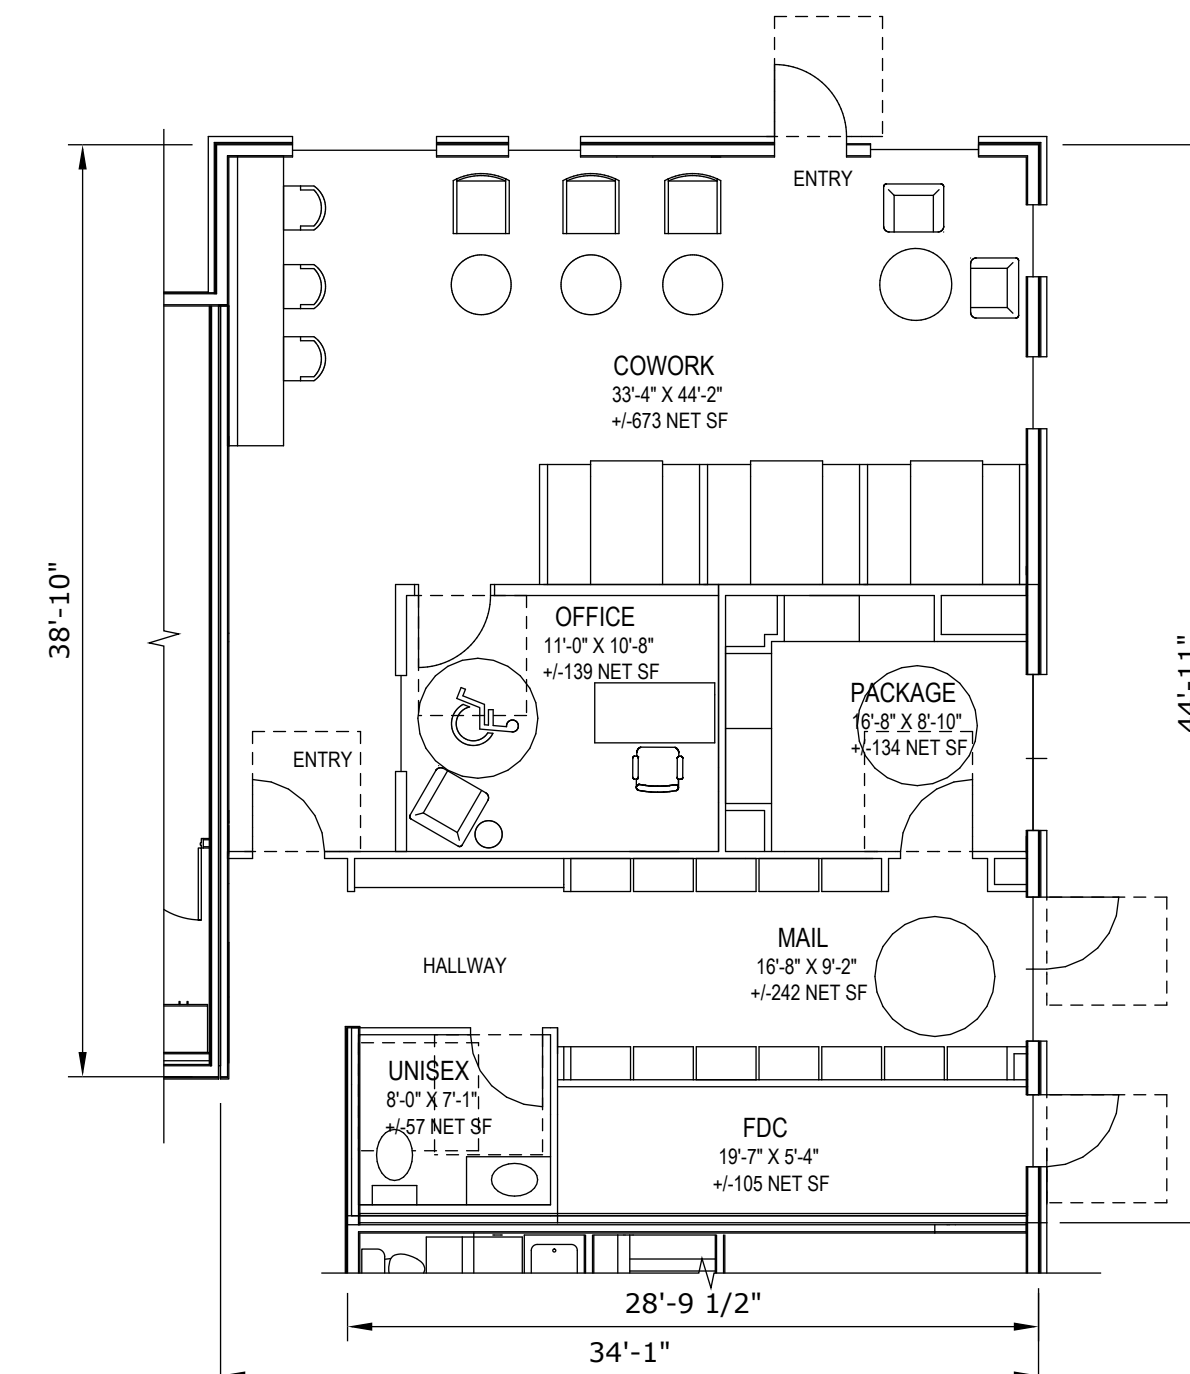 ENTRY
COWORK
33'-4" X 44'-2"
+/-673 NET SF
38'-10"
OFFICE
11'-0" X 10'-8"
+/-139 NET SF
44'-11"
PACKAGE
16'-8" X 8'-10"
+/-134 NET SF
ENTRY
MAIL
16'-8" X 9'-2"
+/-242 NET SF
HALLWAY
UNISEX
8'-0" X 7'-1"
+/-57 NET SF
FDC
19'-7" X 5'-4"
+/-105 NET SF
28'-9 1/2"
34'-1"